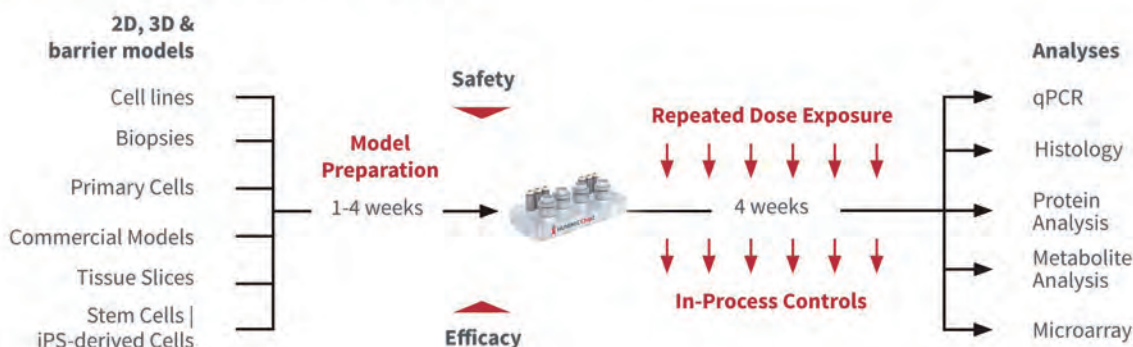 2D, 3D &
barrier models
Cell lines
Biopsies
Primary Cells
Commercial Models
Tissue Slices
Stem Cells |
iPS-derived Cells
Model
Preparation
1-4 weeks
Safety
Efficacy
Repeated Dose Exposure
4 weeks
In-Process Controls
Analyses
qPCR
Histology
Protein
Analysis
Metabolite
Analysis
Microarray